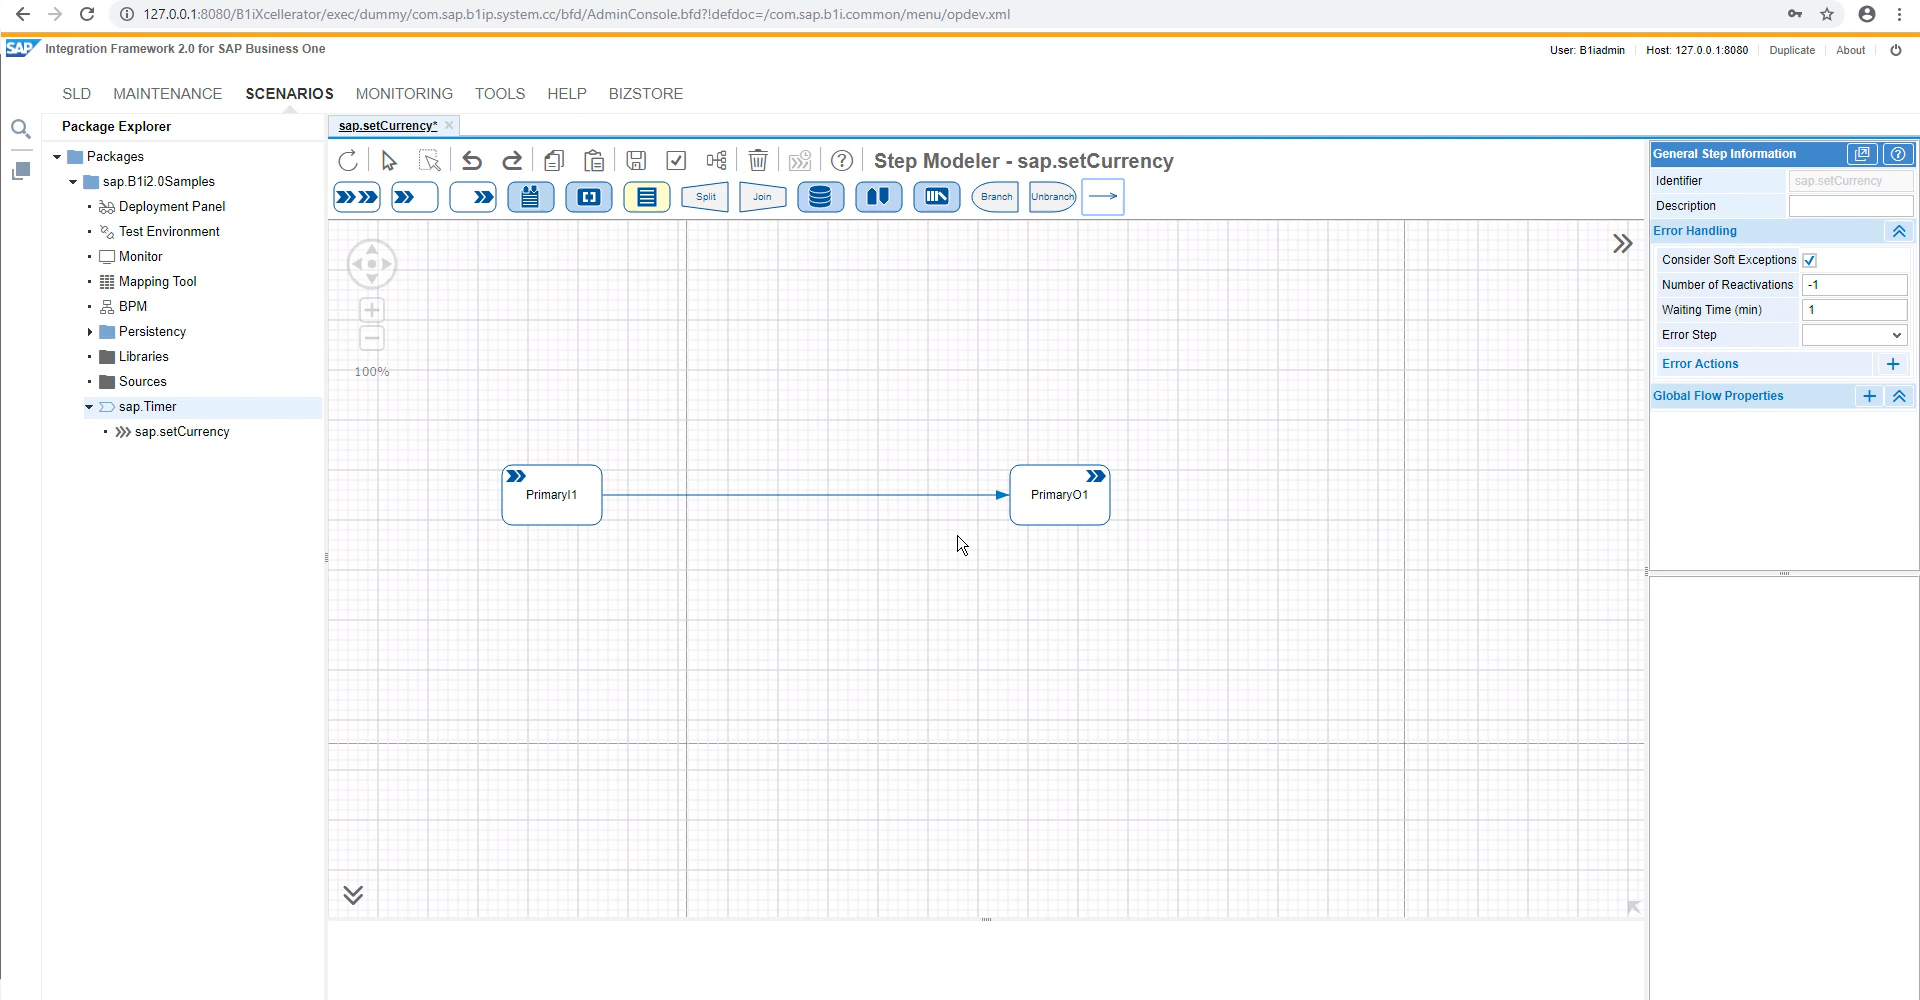 127.0.0.1:8080/B1iXcellerator/exec/dummy/com.sap.b1ip.system.cc/bfd/AdminConsole.bfd?!defdoc=/com.sap.b1i.common/menu/opdev.xml
SAP Integration Framework 2.0 for SAP Business One
User: B1iadmin Host: 127.0.0.1:8080 Duplicate About
SLD MAINTENANCE SCENARIOS MONITORING TOOLS HELP BIZSTORE
Package Explorer
Packages
sap.B1i2.0Samples
Deployment Panel
Test Environment
Monitor
Mapping Tool
BPM
Persistency
Libraries
Sources
sap.Timer
sap.setCurrency
sap.setCurrency*
Step Modeler - sap.setCurrency
Split Join Branch Unbranch
100%
PrimaryI1
PrimaryO1
General Step Information
Identifier sap.setCurrency
Description
Error Handling
Consider Soft Exceptions
Number of Reactivations -1
Waiting Time (min) 1
Error Step
Error Actions
Global Flow Properties